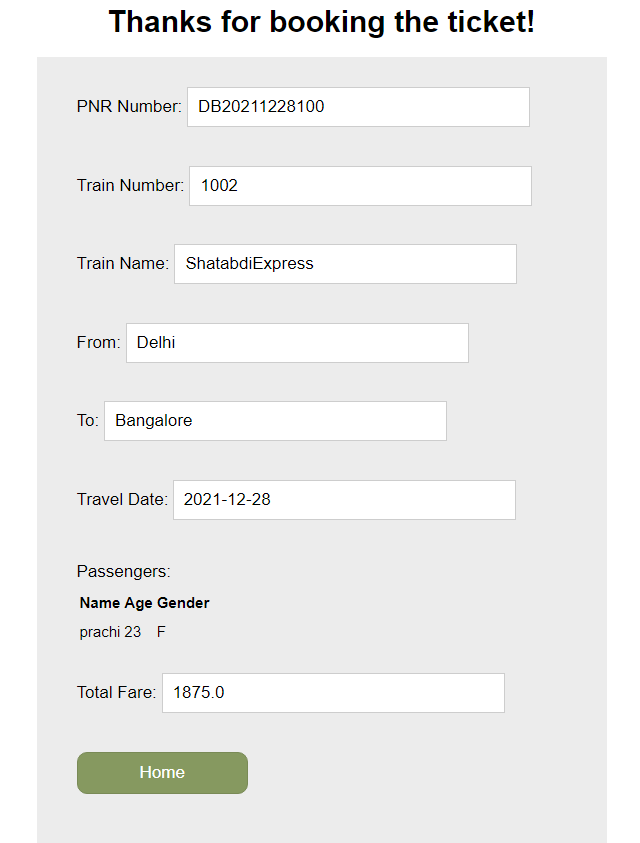 Thanks for booking the ticket!
PNR Number: DB20211228100
Train Number: 1002
Train Name: ShatabdiExpress
From: Delhi
To: Bangalore
Travel Date: 2021-12-28
Passengers:
Name Age Gender
prachi 23 F
Total Fare: 1875.0
Home